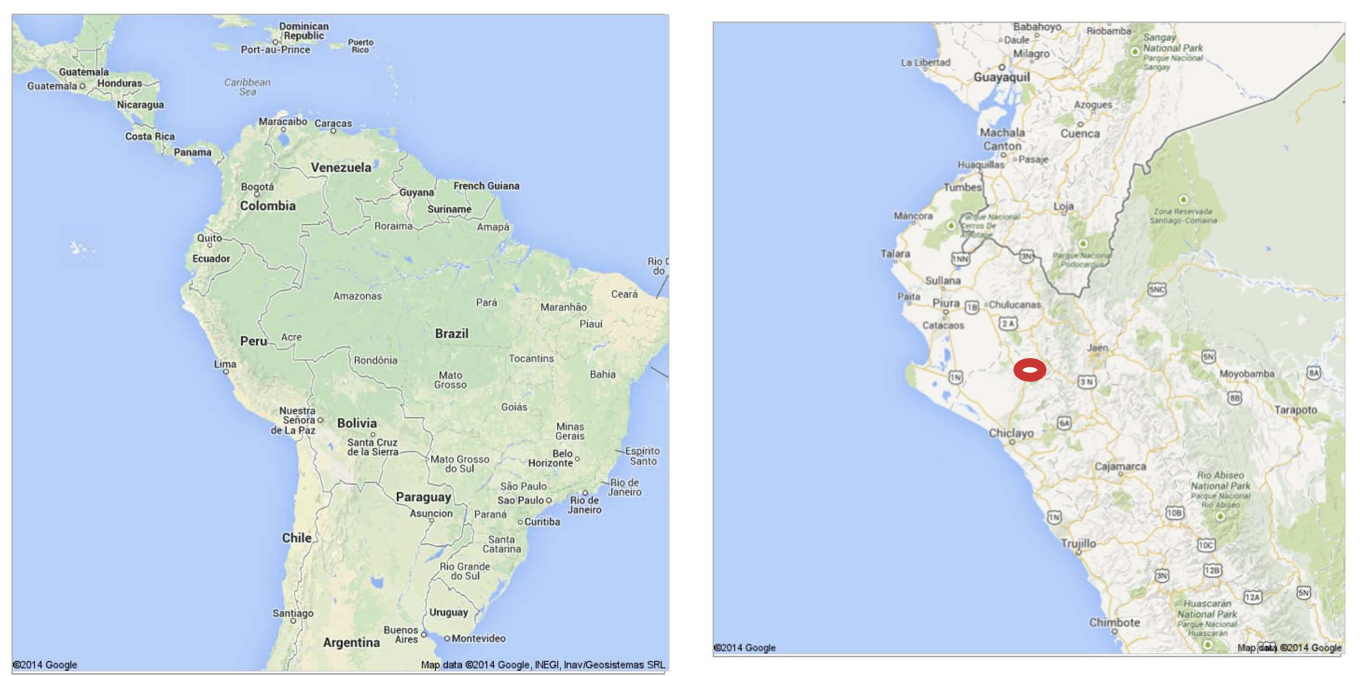 Dominican
Republic
Port-au-Prince
Puerto
Rico
Guatemala
Guatemala
Honduras
Caribbean
Sea
Nicaragua
Costa Rica
Panama
Maracaibo
Caracas
Venezuela
Bogotá
Colombia
Guyana
French Guiana
Suriname
Roraima
Amapá
Quito
Ecuador
Amazonas
Pará
Maranhão
Ceará
Piauí
Peru
Acre
Brazil
Rondônia
Tocantins
Lima
Mato
Grosso
Bahia
Goiás
Nuestra
Señora
de La Paz
Bolivia
Santa Cruz
de la Sierra
Minas
Gerais
Belo
Horizonte
Espírito
Santo
Mato Grosso
do Sul
São Paulo
Sao Paulo
Rio de
Janeiro
Rio de
Janeiro
Paraguay
Asuncion
Paraná
Curitiba
Santa
Catarina
Chile
Rio Grande
do Sul
Santiago
Uruguay
Buenos
Aires
Montevideo
Argentina
©2014 Google
Map data ©2014 Google, INEGI, Inav/Geosistemas SRL
Babahoyo
Riobamba
Daule
Milagro
Sangay
National Park
Parque Nacional
Sangay
La Libertad
Guayaquil
Azogues
Cuenca
Machala
Canton
Huaquillas
Pasaje
Tumbes
Loja
Máncora
Parque Nacional
Cerros De
Amotape
Zona Reservada
Santiago-Comaina
Talara
1NN
3N
Parque Nacional
Podocarpus
Sullana
5NC
Paita
Piura
1B
Chulucanas
Catacaos
2 A
Jaen
5N
1N
3 N
Moyobamba
8A
8B
Tarapoto
6A
Chiclayo
Cajamarca
Rio Abiseo
National Park
Parque Nacional
Rio Abiseo
1N
10B
Trujillo
10C
3N
12B
12A
5N
Huascarán
National Park
Parque Nacional
Huascarán
Chimbote
©2014 Google
Map data ©2014 Google